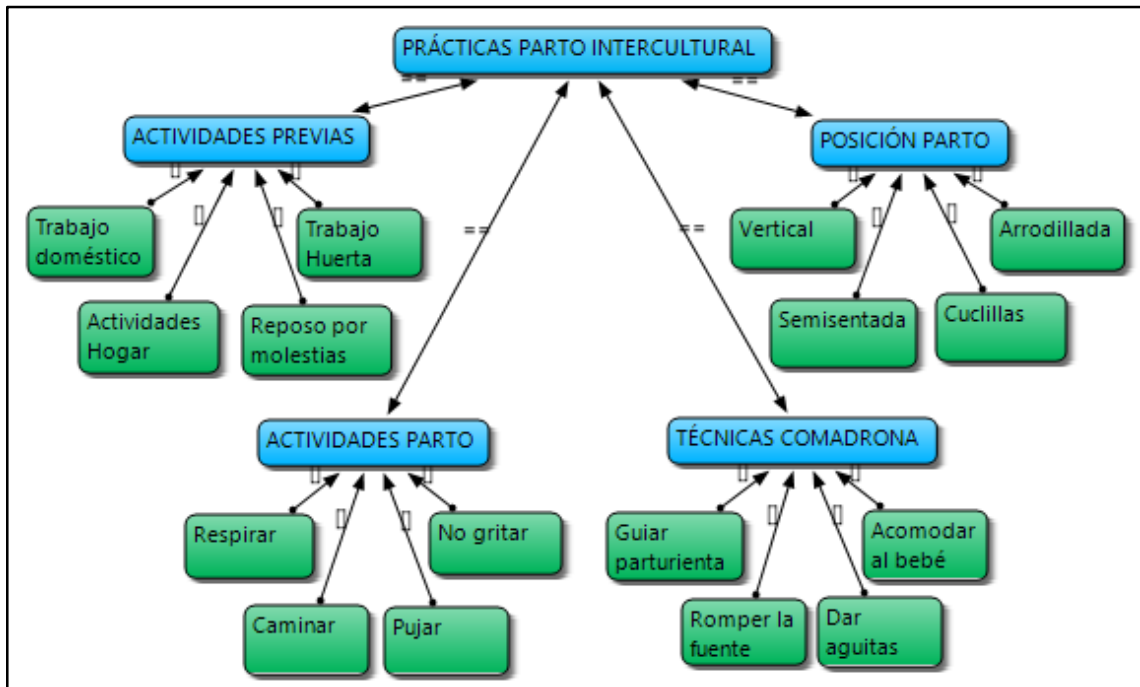 PRÁCTICAS PARTO INTERCULTURAL
==
==
ACTIVIDADES PREVIAS
Trabajo
doméstico
Actividades
Hogar
Reposo por
molestias
Trabajo
Huerta
POSICIÓN PARTO
Vertical
Semisentada
Cuclillas
Arrodillada
==
==
ACTIVIDADES PARTO
Respirar
Caminar
Pujar
No gritar
TÉCNICAS COMADRONA
Guiar
parturienta
Romper la
fuente
Dar
aguitas
Acomodar
al bebé